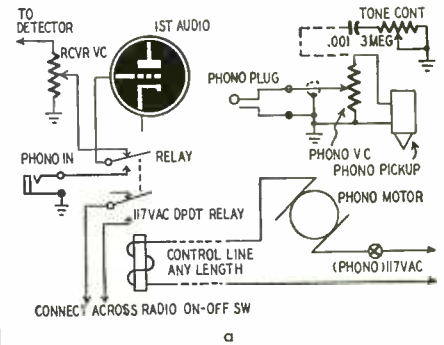 TO
DETECTOR
RCVR VC
1ST AUDIO
TONE CONT
.001 3MEG
PHONO PLUG
PHONO VC
PHONO PICKUP
PHONO IN
RELAY
117VAC DPDT RELAY
PHONO MOTOR
CONTROL LINE
ANY LENGTH
(PHONO) 117VAC
CONNECT ACROSS RADIO ON-OFF SW
a